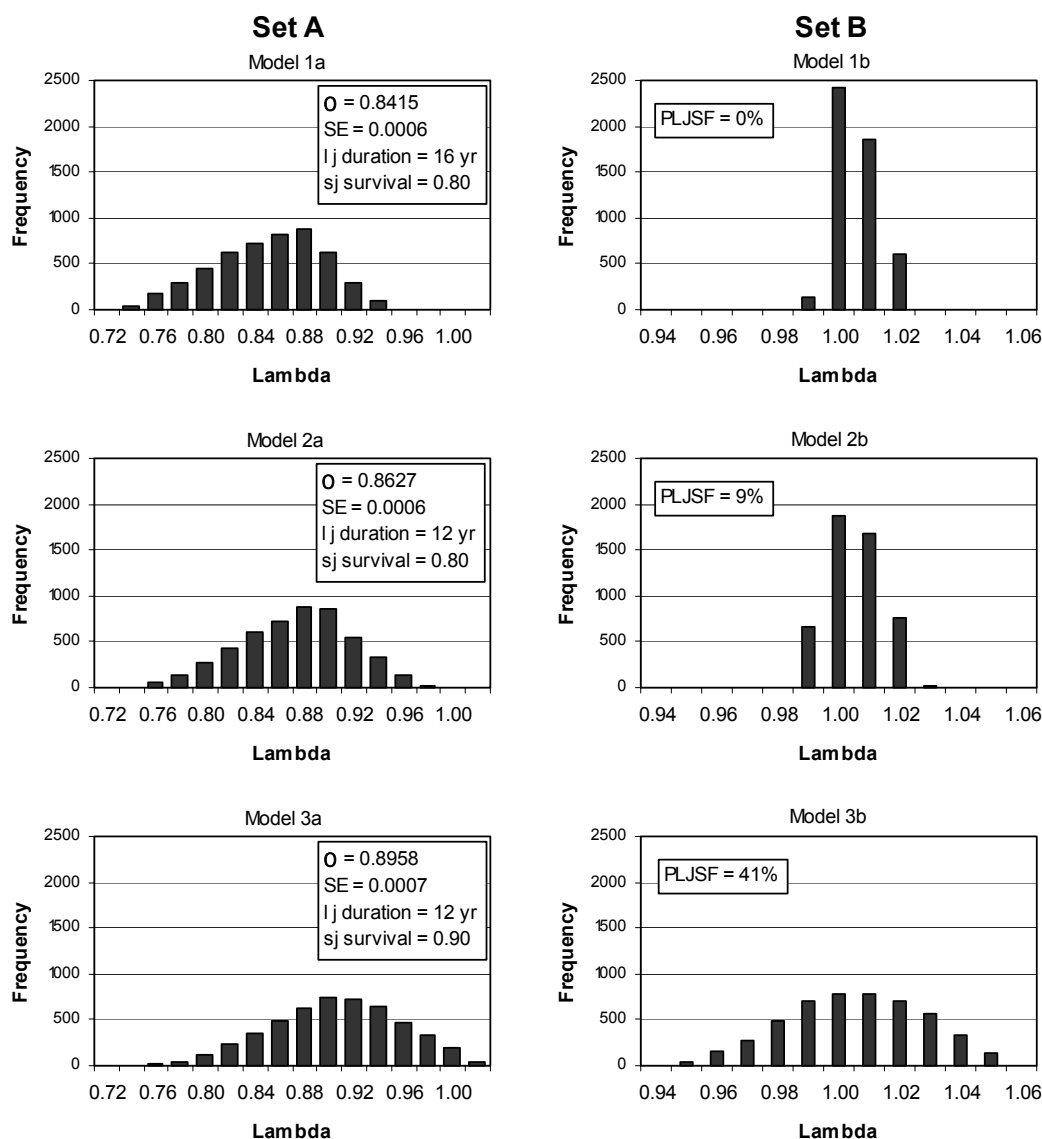 Set A
Set B
Model 1a
2500
2000
1500
1000
500
0
Frequency
O = 0.8415
SE = 0.0006
l j duration = 16 yr
sj survival = 0.80
0.72 0.76 0.80 0.84 0.88 0.92 0.96 1.00
Lambda
Model 1b
2500
2000
1500
1000
500
0
Frequency
PLJSF = 0%
0.94 0.96 0.98 1.00 1.02 1.04 1.06
Lambda
Model 2a
2500
2000
1500
1000
500
0
Frequency
O = 0.8627
SE = 0.0006
l j duration = 12 yr
sj survival = 0.80
0.72 0.76 0.80 0.84 0.88 0.92 0.96 1.00
Lambda
Model 2b
2500
2000
1500
1000
500
0
Frequency
PLJSF = 9%
0.94 0.96 0.98 1.00 1.02 1.04 1.06
Lambda
Model 3a
2500
2000
1500
1000
500
0
Frequency
O = 0.8958
SE = 0.0007
l j duration = 12 yr
sj survival = 0.90
0.72 0.76 0.80 0.84 0.88 0.92 0.96 1.00
Lambda
Model 3b
2500
2000
1500
1000
500
0
Frequency
PLJSF = 41%
0.94 0.96 0.98 1.00 1.02 1.04 1.06
Lambda